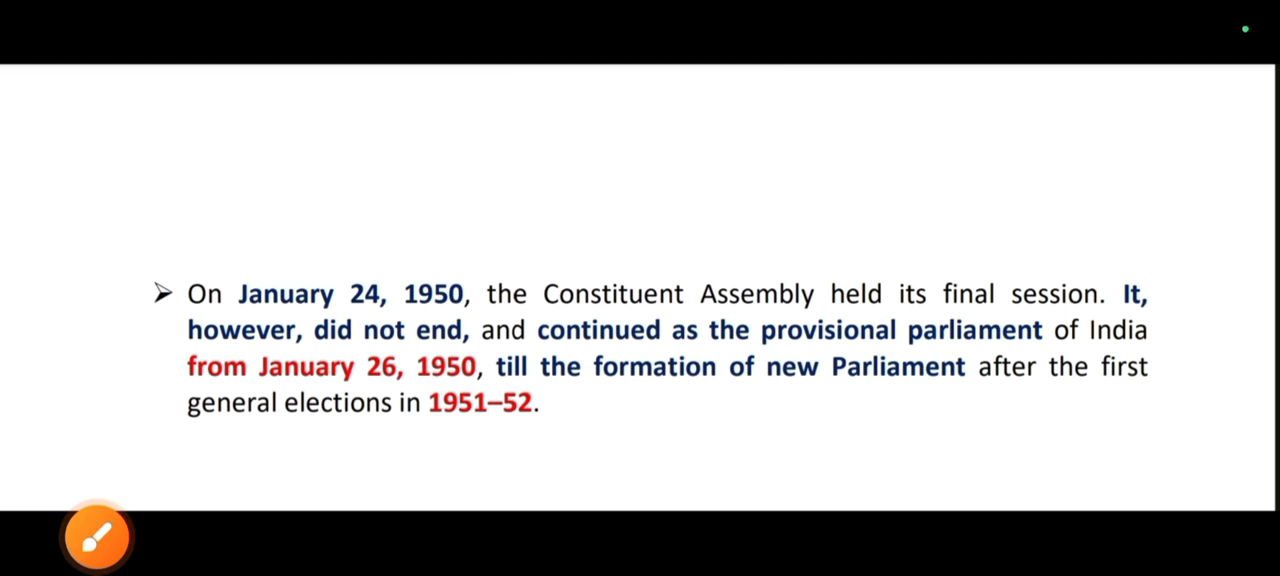 ➢ On January 24, 1950, the Constituent Assembly held its final session. It,
however, did not end, and continued as the provisional parliament of India
from January 26, 1950, till the formation of new Parliament after the first
general elections in 1951–52.